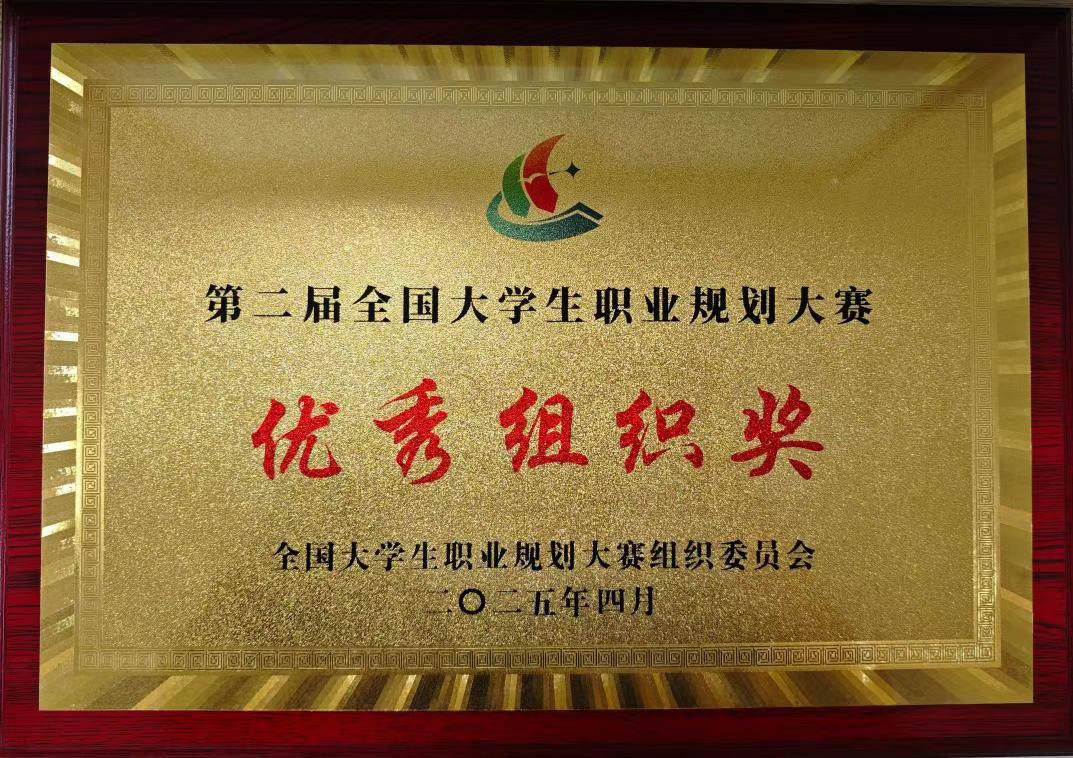 第二届全国大学生职业规划大赛
优秀组织奖
全国大学生职业规划大赛组织委员会
二〇二五年四月